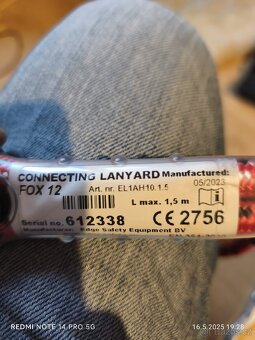 CONNECTING LANYARD Manufactured:
FOX 12 05/2023
Art. nr. EL1AH10.1.5
L max. 1,5 m
Serial no. 612338 CE 2756
Manufacturer: Edge Safety Equipment BV
REDMI NOTE 14 PRO 5G 16.5.2025 19:28